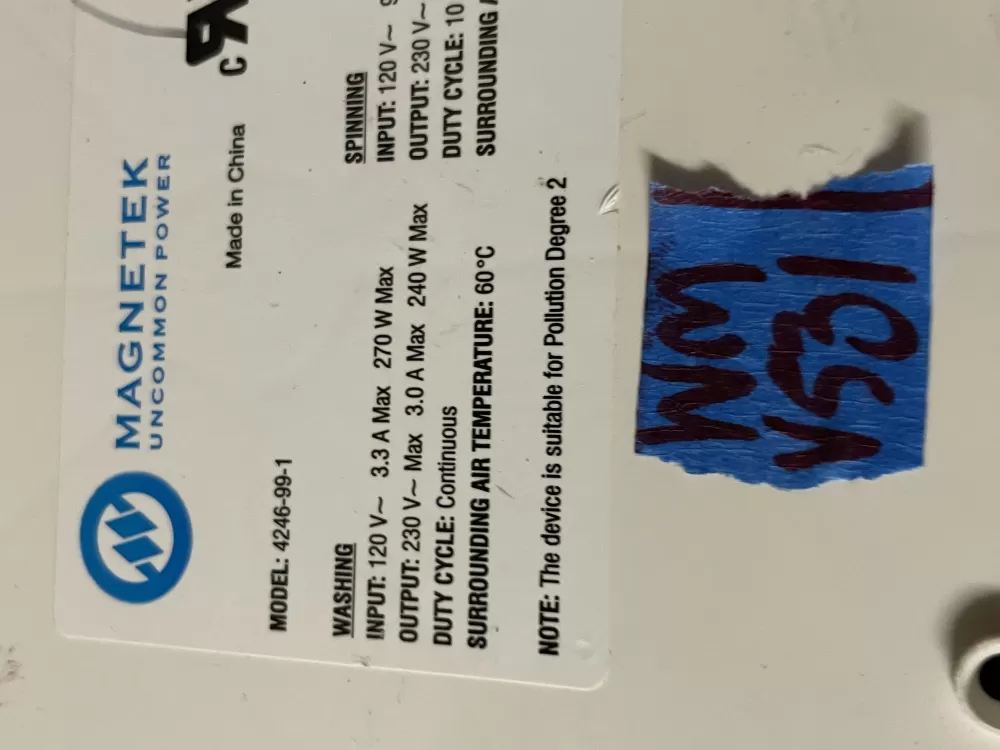 MAGNETEK
UNCOMMON POWER
Made in China
C
MODEL: 4246-99-1
WASHING
INPUT: 120 V~ 3.3 A Max 270 W Max
OUTPUT: 230 V~ Max 3.0 A Max 240 W Max
DUTY CYCLE: Continuous
SURROUNDING AIR TEMPERATURE: 60°C
SPINNING
INPUT: 120 V~
OUTPUT: 230 V~
DUTY CYCLE: 10
SURROUNDING
NOTE: The device is suitable for Pollution Degree 2
WM
V531